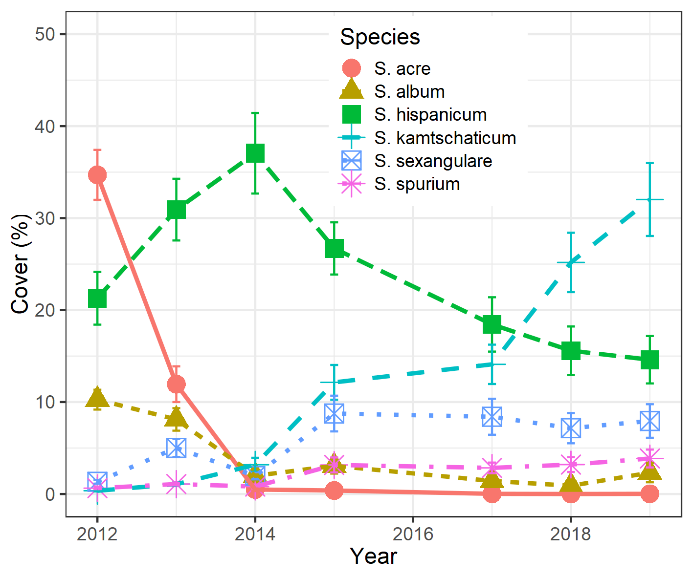 50
40
30
20
10
0
Cover (%)
Species
S. acre
S. album
S. hispanicum
S. kamtschaticum
S. sexangulare
S. spurium
2012
2014
2016
2018
Year